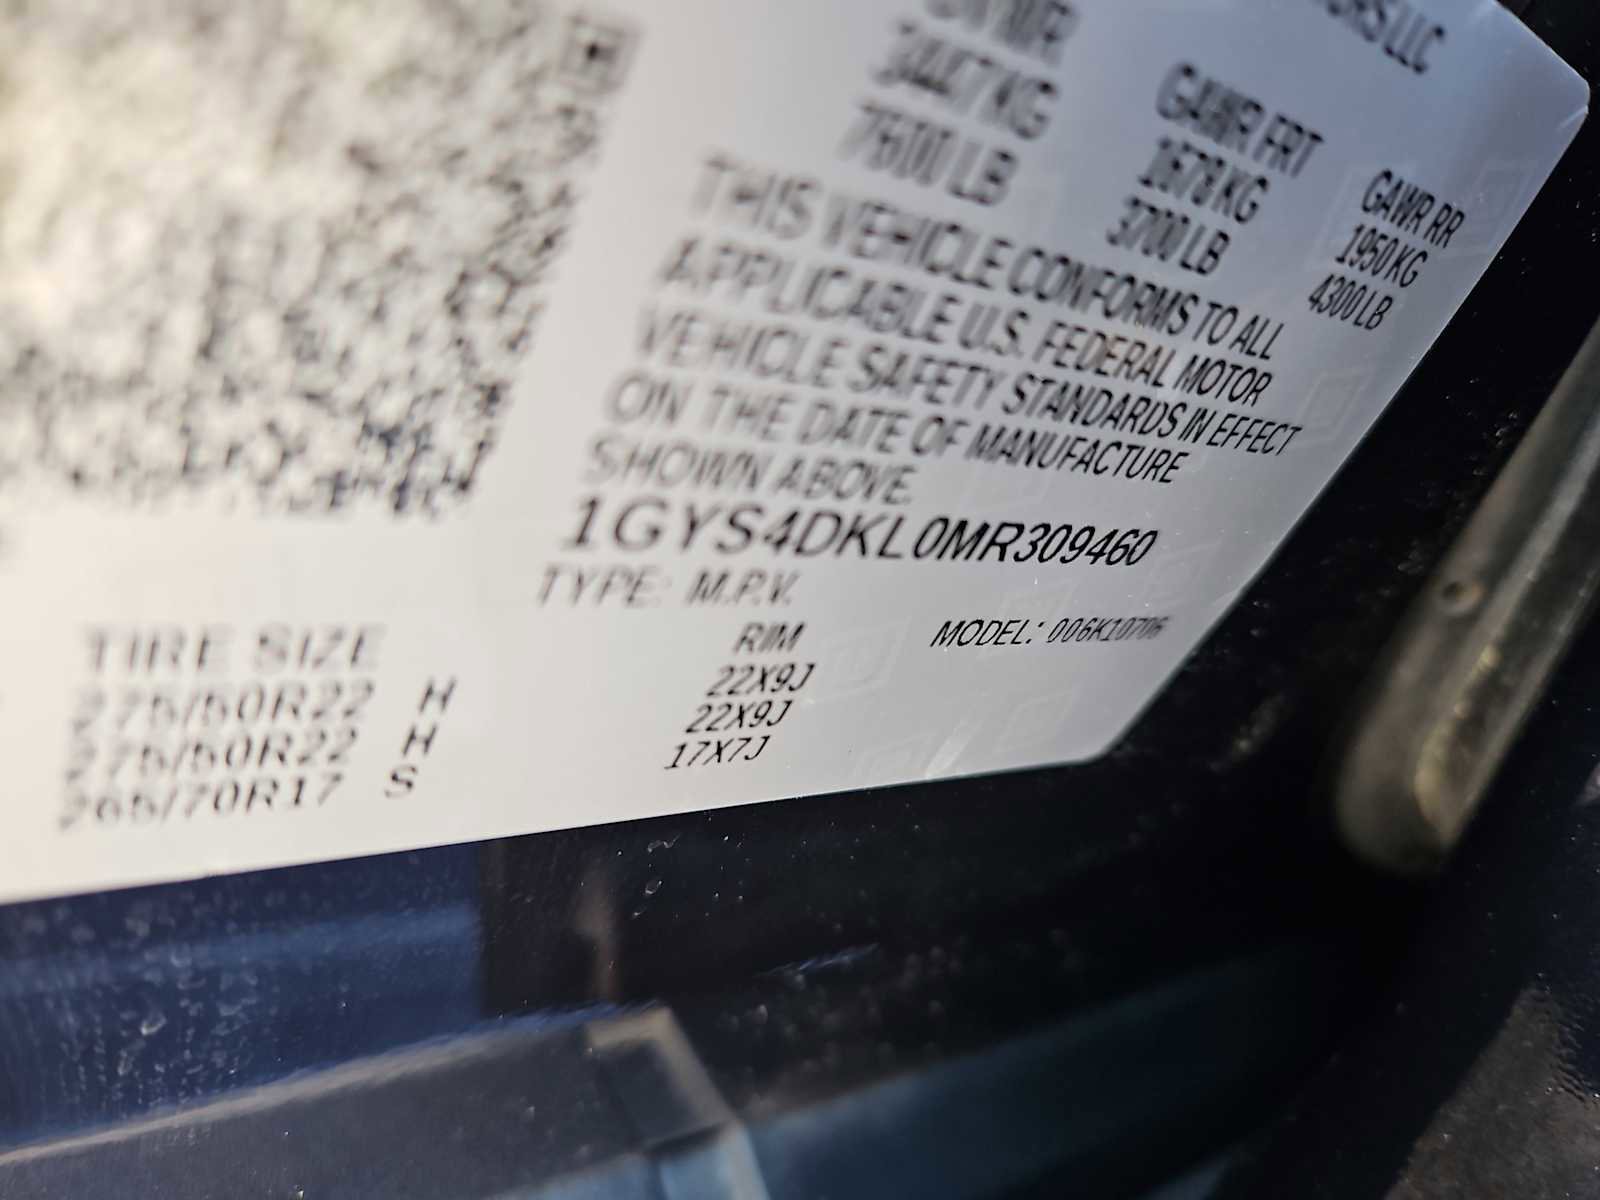 LLC
GVWR
3447 KG
7600 LB
GAWR FRT
1678 KG
3700 LB
GAWR RR
1950 KG
4300 LB
THIS VEHICLE CONFORMS TO ALL
APPLICABLE U.S. FEDERAL MOTOR
VEHICLE SAFETY STANDARDS IN EFFECT
ON THE DATE OF MANUFACTURE
SHOWN ABOVE.
1GYS4DKL0MR309460
TYPE: M.P.V.
MODEL: 006K10706
TIRE SIZE RIM
275/50R22 H 22X9J
275/50R22 H 22X9J
265/70R17 S 17X7J